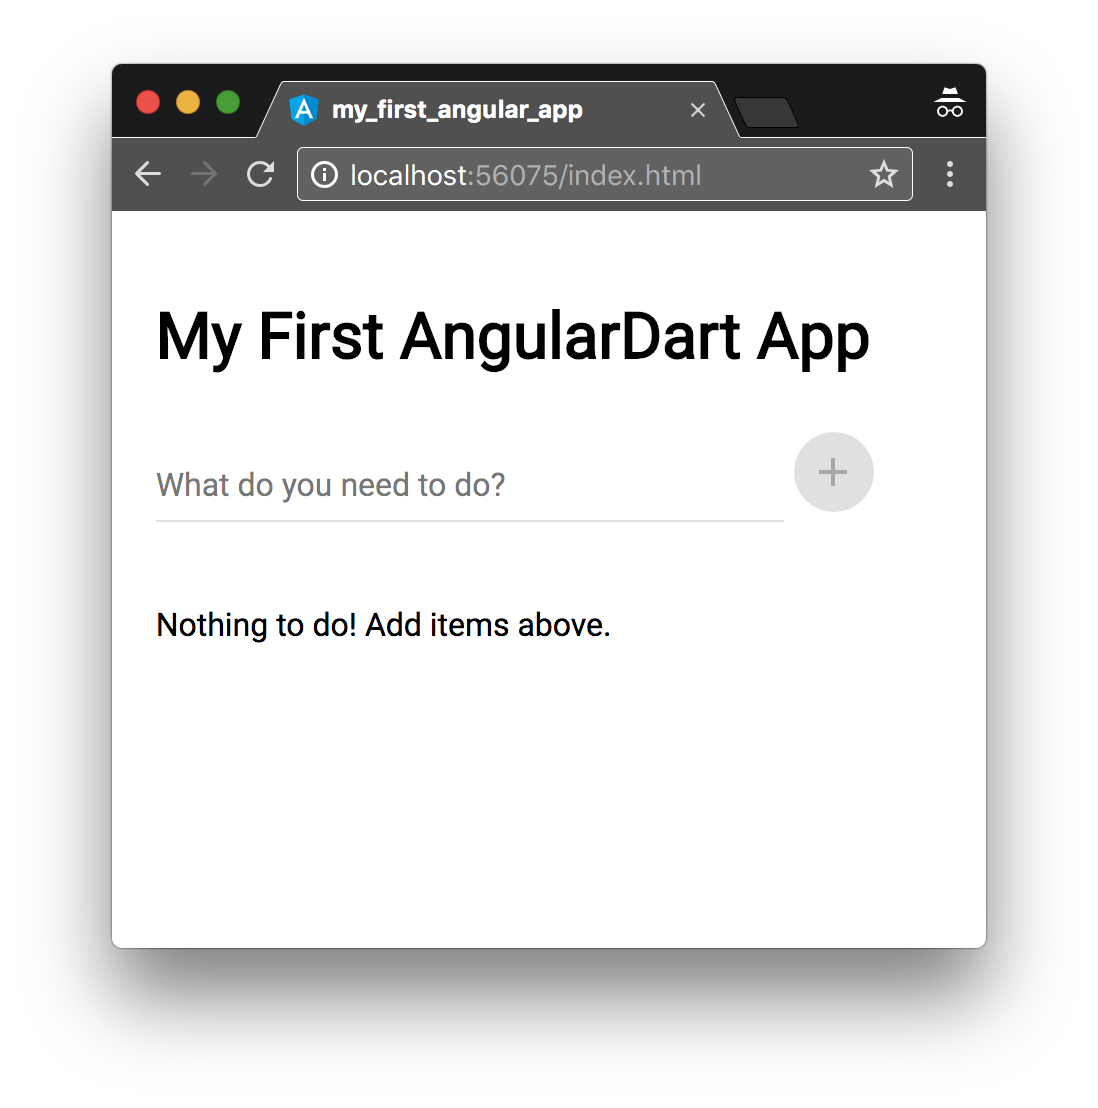 my_first_angular_app
localhost:56075/index.html
My First AngularDart App
What do you need to do?
Nothing to do! Add items above.